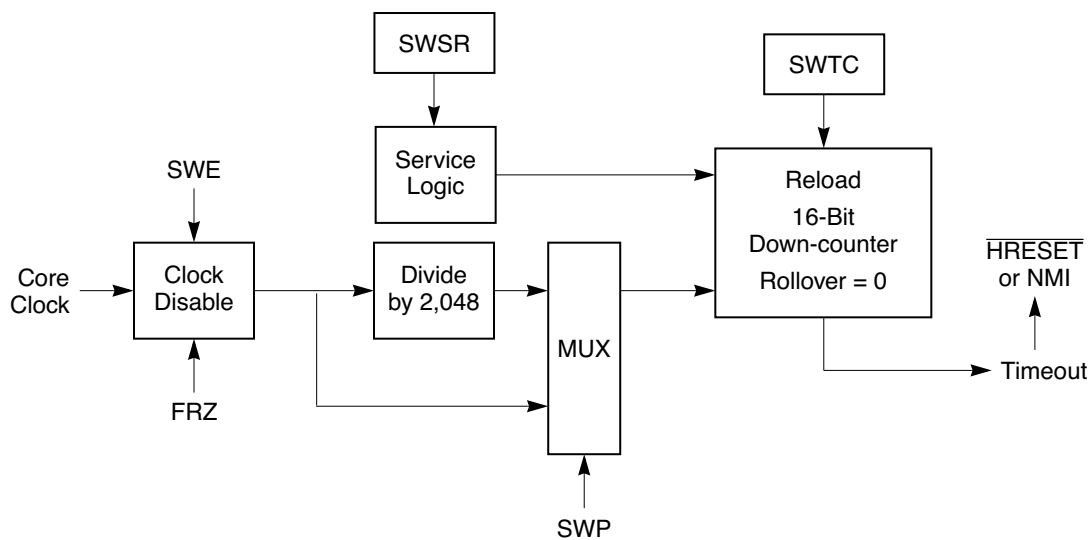 SWSR
SWTC
Service
Logic
Reload
16-Bit
Down-counter
Rollover = 0
SWE
Core
Clock
Clock
Disable
Divide
by 2,048
MUX
HRESET
or NMI
Timeout
FRZ
SWP